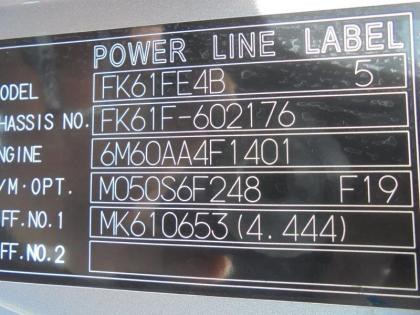 POWER LINE LABEL
ODEL FK61FE4B 5
HASSIS NO. FK61F-602176
NGINE 6M60AA4F1401
/M·OPT. M050S6F248 F19
FF.NO.1 MK610653(4.444)
FF.NO.2